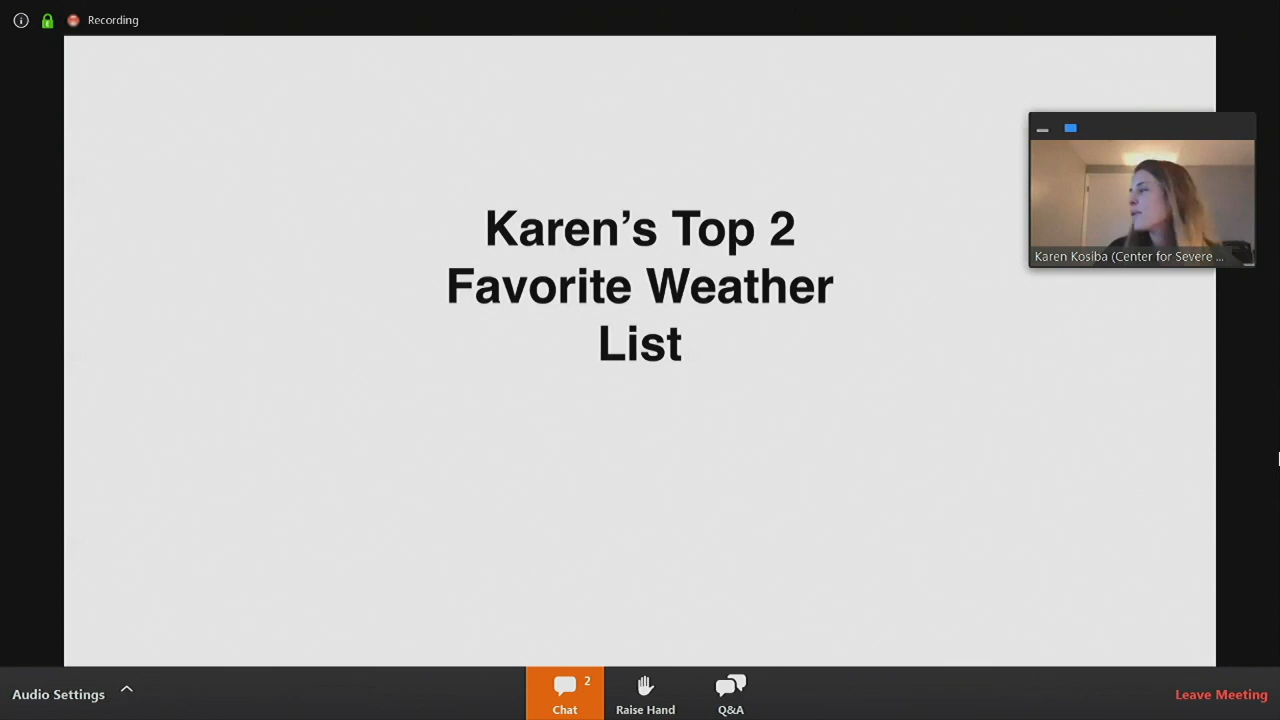 Recording
Karen's Top 2
Favorite Weather
List
Karen Kosiba (Center for Severe ...
Audio Settings
2
Chat
Raise Hand
Q&A
Leave Meeting